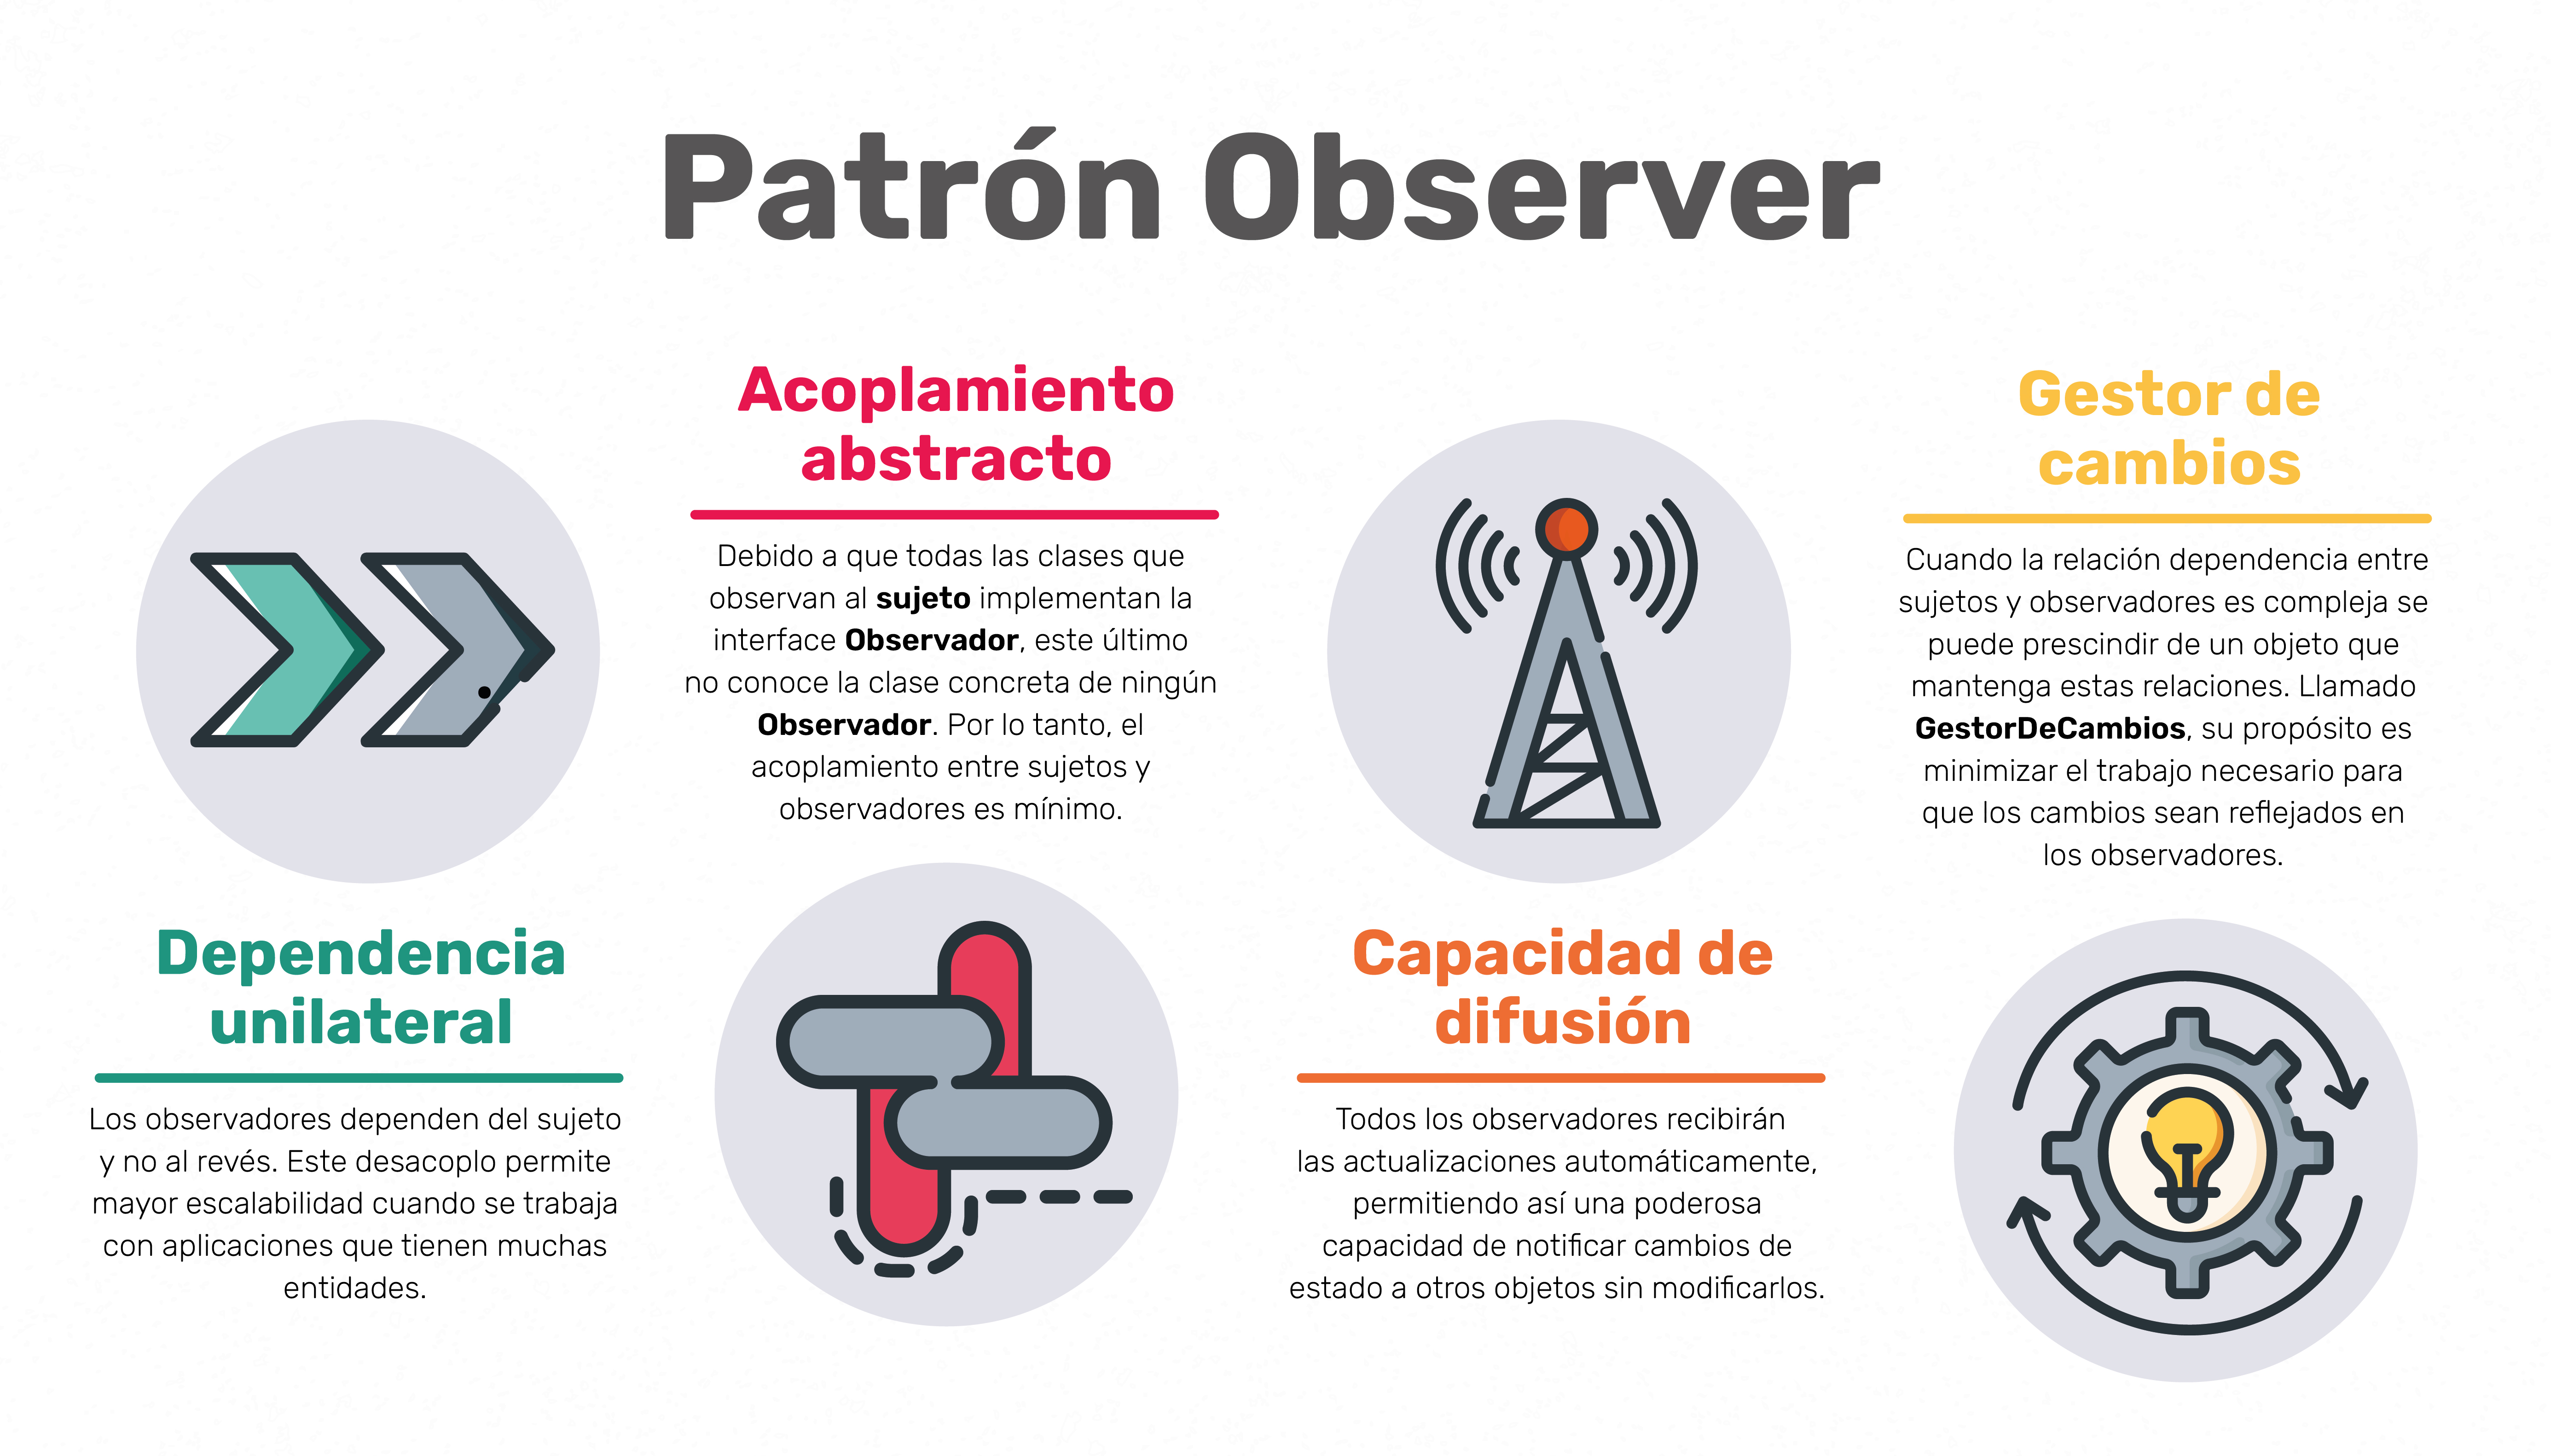 Patrón Observer
Dependencia
unilateral
Los observadores dependen del sujeto
y no al revés. Este desacoplo permite
mayor escalabilidad cuando se trabaja
con aplicaciones que tienen muchas
entidades.
Acoplamiento
abstracto
Debido a que todas las clases que
observan al sujeto implementan la
interface Observador, este último
no conoce la clase concreta de ningún
Observador. Por lo tanto, el
acoplamiento entre sujetos y
observadores es mínimo.
Capacidad de
difusión
Todos los observadores recibirán
las actualizaciones automáticamente,
permitiendo así una poderosa
capacidad de notificar cambios de
estado a otros objetos sin modificarlos.
Gestor de
cambios
Cuando la relación dependencia entre
sujetos y observadores es compleja se
puede prescindir de un objeto que
mantenga estas relaciones. Llamado
GestorDeCambios, su propósito es
minimizar el trabajo necesario para
que los cambios sean reflejados en
los observadores.